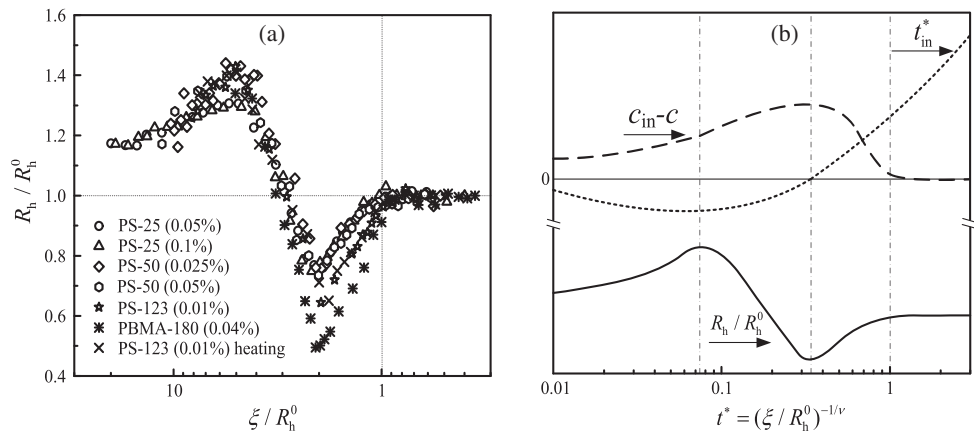 (a)
1.6
1.4
1.2
1.0
0.8
0.6
0.4
R_h / R_h^0
PS-25 (0.05%)
PS-25 (0.1%)
PS-50 (0.025%)
PS-50 (0.05%)
PS-123 (0.01%)
PBMA-180 (0.04%)
PS-123 (0.01%) heating
10 1
ξ / R_h^0
(b)
t_in^*
c_in-c
0
R_h / R_h^0
0.01 0.1 1
t^* = (ξ / R_h^0)^{-1/ν}